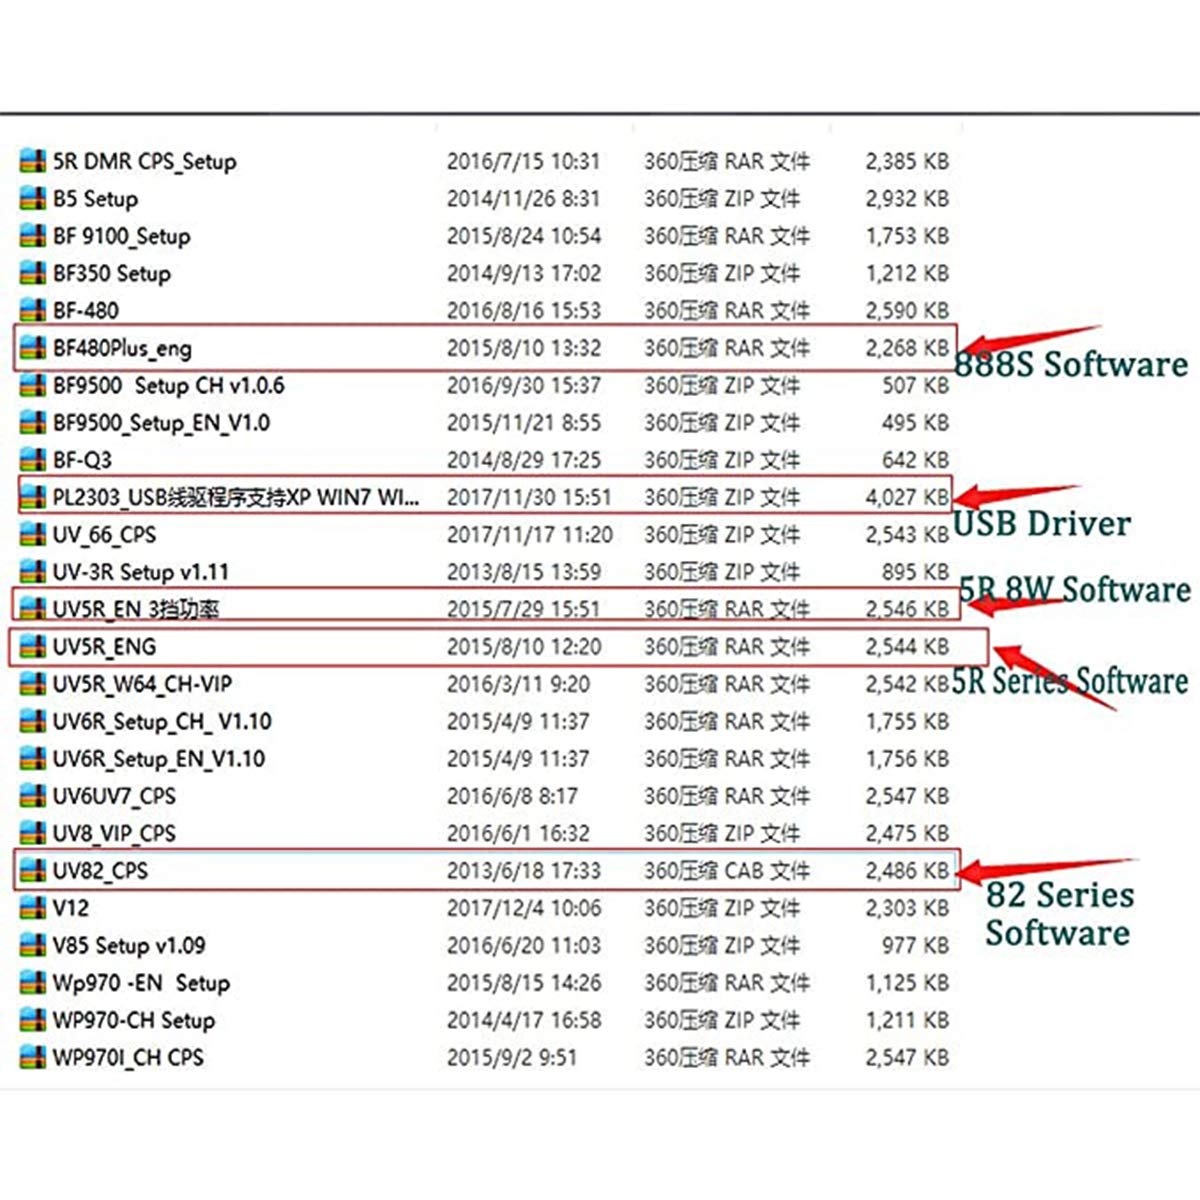 5R DMR CPS_Setup 2016/7/15 10:31 360压缩 RAR 文件 2,385 KB
B5 Setup 2014/11/26 8:31 360压缩 ZIP 文件 2,932 KB
BF 9100_Setup 2015/8/24 10:54 360压缩 RAR 文件 1,753 KB
BF350 Setup 2014/9/13 17:02 360压缩 ZIP 文件 1,212 KB
BF-480 2016/8/16 15:53 360压缩 RAR 文件 2,590 KB
BF480Plus_eng 2015/8/10 13:32 360压缩 RAR 文件 2,268 KB
888S Software
BF9500 Setup CH v1.0.6 2016/9/30 15:37 360压缩 ZIP 文件 507 KB
BF9500_Setup_EN_V1.0 2015/11/21 8:55 360压缩 ZIP 文件 495 KB
BF-Q3 2014/8/29 17:25 360压缩 ZIP 文件 642 KB
PL2303_USB线驱程序支持XP WIN7 WI... 2017/11/30 15:51 360压缩 ZIP 文件 4,027 KB
USB Driver
UV_66_CPS 2017/11/17 11:20 360压缩 ZIP 文件 2,543 KB
UV-3R Setup v1.11 2013/8/15 13:59 360压缩 ZIP 文件 895 KB
5R 8W Software
UV5R_EN 3挡功率 2015/7/29 15:51 360压缩 RAR 文件 2,546 KB
UV5R_ENG 2015/8/10 12:20 360压缩 RAR 文件 2,544 KB
UV5R_W64_CH-VIP 2016/3/11 9:20 360压缩 RAR 文件 2,542 KB
5R Series Software
UV6R_Setup_CH_ V1.10 2015/4/9 11:37 360压缩 RAR 文件 1,755 KB
UV6R_Setup_EN_V1.10 2015/4/9 11:37 360压缩 RAR 文件 1,756 KB
UV6UV7_CPS 2016/6/8 8:17 360压缩 RAR 文件 2,547 KB
UV8_VIP_CPS 2016/6/1 16:32 360压缩 ZIP 文件 2,475 KB
UV82_CPS 2013/6/18 17:33 360压缩 CAB 文件 2,486 KB
82 Series
Software
V12 2017/12/4 10:06 360压缩 ZIP 文件 2,303 KB
V85 Setup v1.09 2016/6/20 11:03 360压缩 ZIP 文件 977 KB
Wp970 -EN Setup 2015/8/15 14:26 360压缩 RAR 文件 1,125 KB
WP970-CH Setup 2014/4/17 16:58 360压缩 ZIP 文件 1,211 KB
WP970I_CH CPS 2015/9/2 9:51 360压缩 RAR 文件 2,547 KB